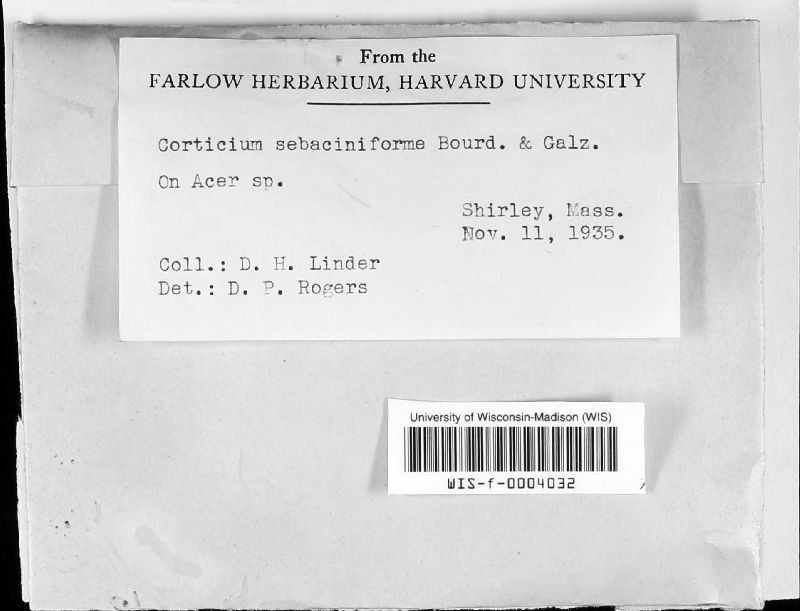 From the
FARLOW HERBARIUM, HARVARD UNIVERSITY
Corticium sebaciniforme Bourd. & Galz.
On Acer sp.
Shirley, Mass.
Nov. 11, 1935.
Coll.: D. H. Linder
Det.: D. P. Rogers
University of Wisconsin-Madison (WIS)
WIS-f-0004032